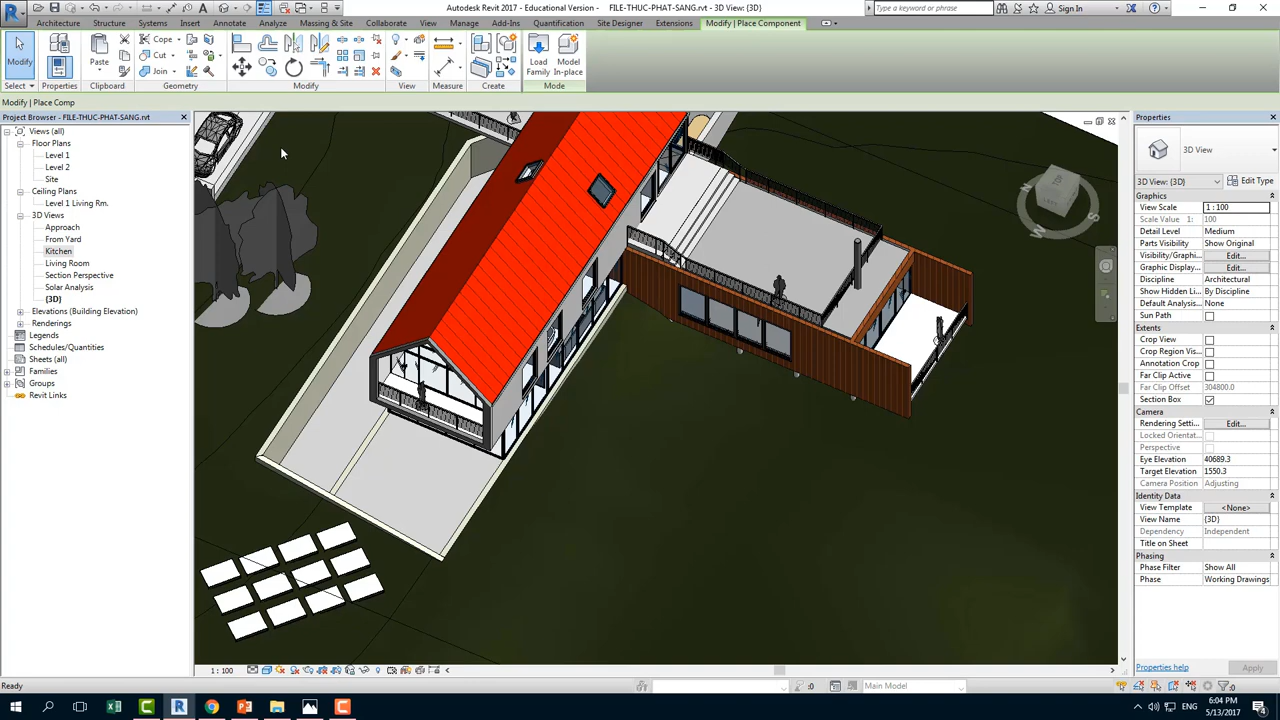 Autodesk Revit 2017 - Educational Version - FILE-THUC-PHAT-SANG.rvt - 3D View: {3D}
Type a keyword or phrase
Sign In
Architecture Structure Systems Insert Annotate Analyze Massing & Site Collaborate View Manage Add-Ins Quantification Site Designer Extensions Modify | Place Component
Modify
Properties
Paste
Cope
Cut
Join
Load Family
Model In-place
Select Properties Clipboard Geometry Modify View Measure Create Mode
Modify | Place Comp
Project Browser - FILE-THUC-PHAT-SANG.rvt
Views (all)
Floor Plans
Level 1
Level 2
Site
Ceiling Plans
Level 1 Living Rm.
3D Views
Approach
From Yard
Kitchen
Living Room
Section Perspective
Solar Analysis
{3D}
Elevations (Building Elevation)
Renderings
Legends
Schedules/Quantities
Sheets (all)
Families
Groups
Revit Links
Properties
3D View
3D View: {3D}
Edit Type
Graphics
View Scale 1 : 100
Scale Value 1: 100
Detail Level Medium
Parts Visibility Show Original
Visibility/Graphi... Edit...
Graphic Display... Edit...
Discipline Architectural
Show Hidden Li... By Discipline
Default Analysis... None
Sun Path
Extents
Crop View
Crop Region Vis...
Annotation Crop
Far Clip Active
Far Clip Offset 304800.0
Section Box
Camera
Rendering Setti... Edit...
Locked Orientat...
Perspective
Eye Elevation 40689.3
Target Elevation 1550.3
Camera Position Adjusting
Identity Data
View Template <None>
View Name {3D}
Dependency Independent
Title on Sheet
Phasing
Phase Filter Show All
Phase Working Drawings
Properties help
Apply
1 : 100
Ready
:0
Main Model
:0
ENG
6:04 PM
5/13/2017